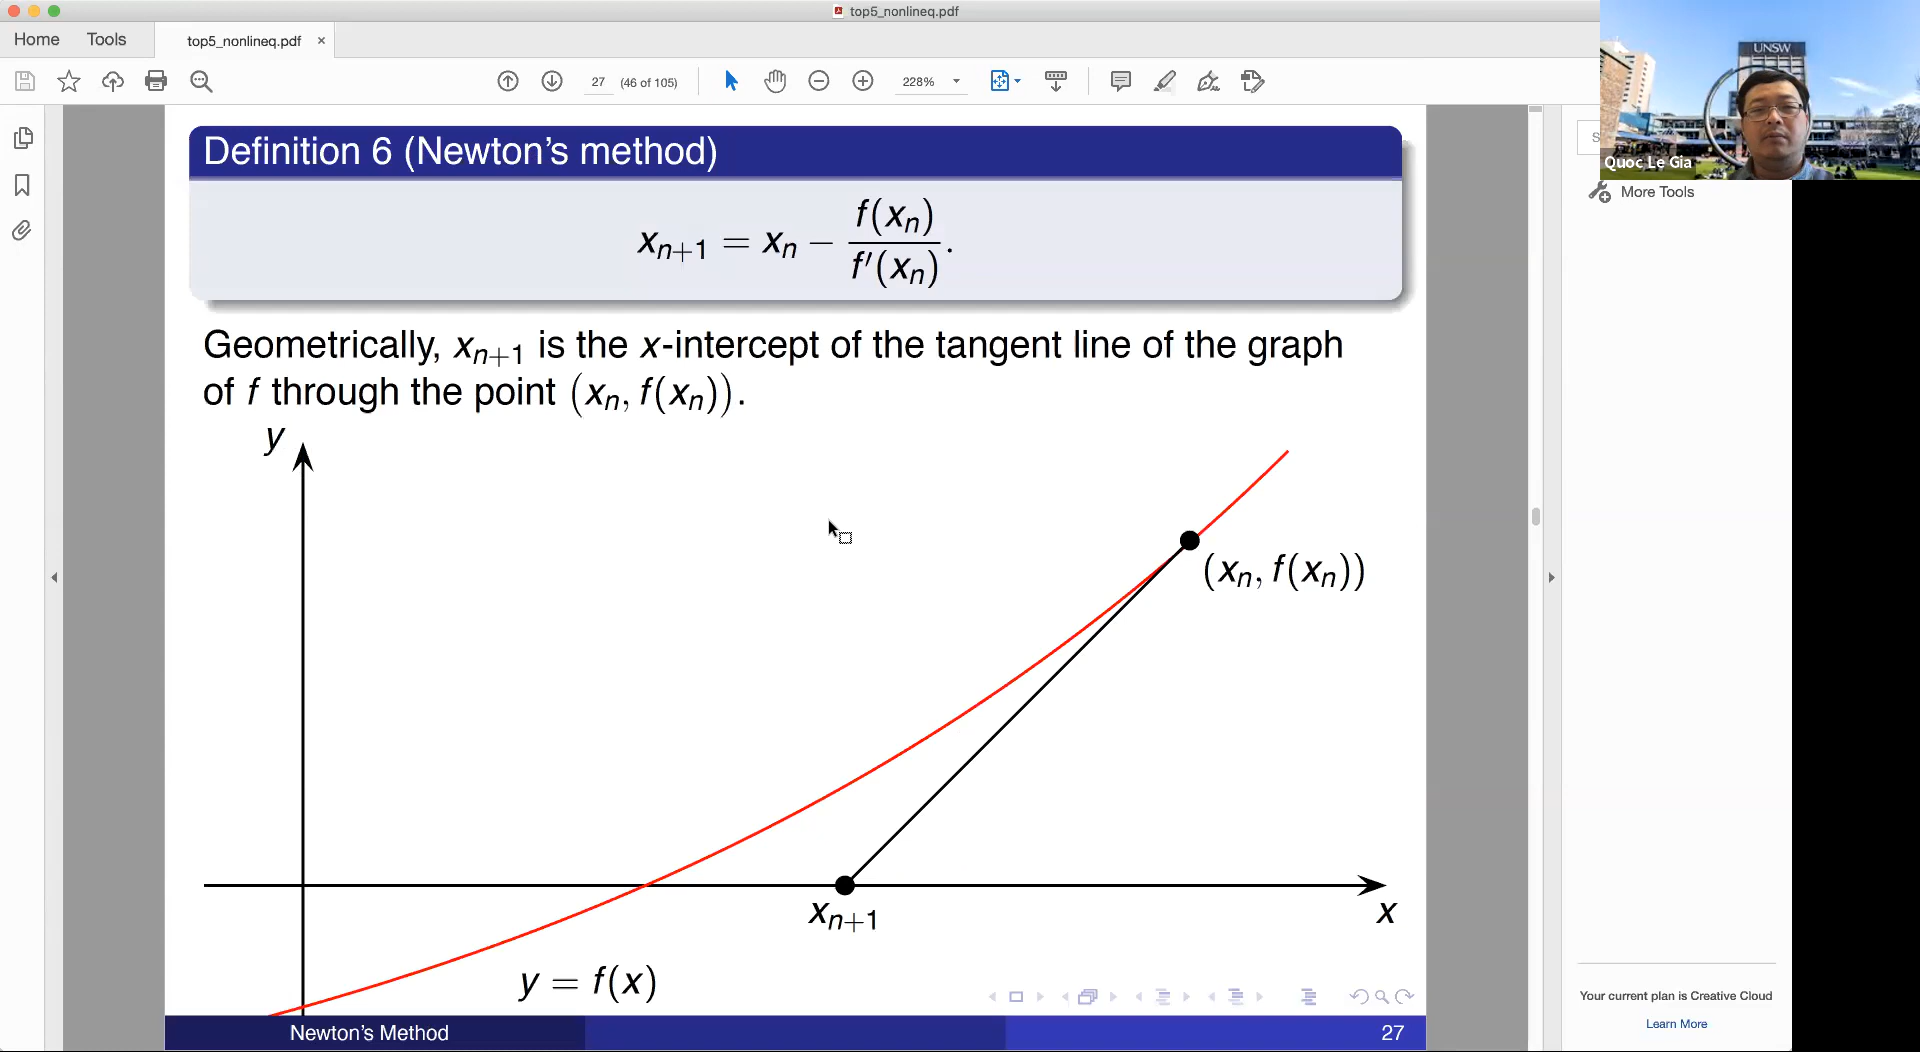 top5_nonlineq.pdf
Home Tools top5_nonlineq.pdf ×
27 (46 of 105) 228%
UNSW
Quoc Le Gia
S
More Tools
Definition 6 (Newton's method)
xₙ₊₁ = xₙ − f(xₙ) / f′(xₙ).
Geometrically, xₙ₊₁ is the x-intercept of the tangent line of the graph
of f through the point (xₙ, f(xₙ)).
y
(xₙ, f(xₙ))
xₙ₊₁
x
y = f(x)
Newton's Method 27
Your current plan is Creative Cloud
Learn More